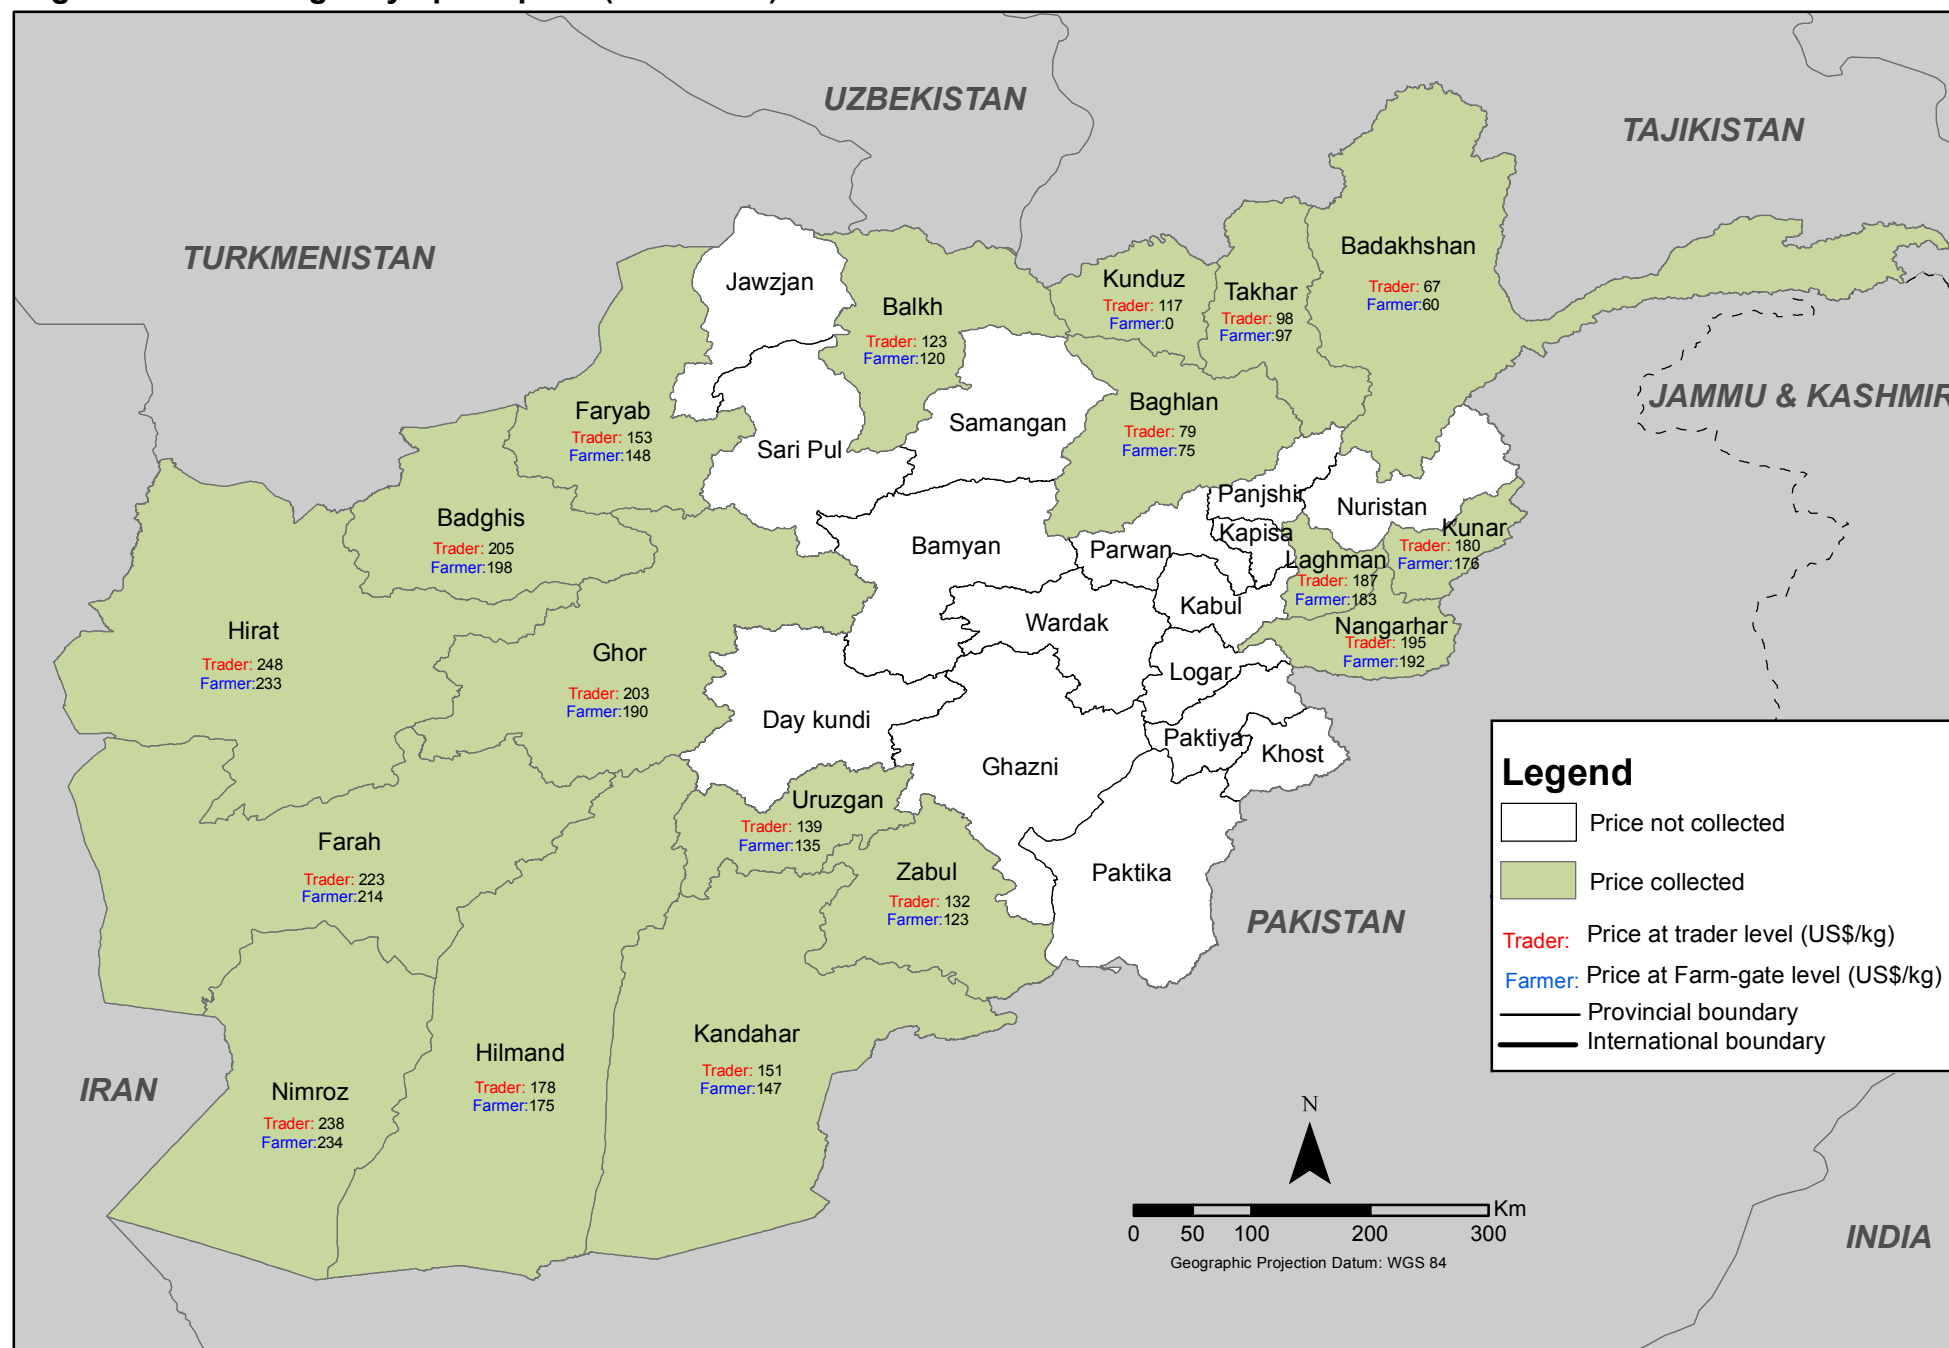 UZBEKISTAN
TAJIKISTAN
TURKMENISTAN
JAMMU & KASHMIR
PAKISTAN
IRAN
INDIA
Jawzjan
Balkh
Trader: 123
Farmer:120
Kunduz
Trader: 117
Farmer:0
Takhar
Trader: 98
Farmer:97
Badakhshan
Trader: 67
Farmer:60
Faryab
Trader: 153
Farmer:148
Sari Pul
Samangan
Baghlan
Trader: 79
Farmer:75
Badghis
Trader: 205
Farmer:198
Bamyan
Panjshir
Nuristan
Kapisa
Parwan
Kunar
Trader: 180
Farmer:176
Laghman
Trader: 187
Farmer:183
Kabul
Wardak
Nangarhar
Trader: 195
Farmer:192
Hirat
Trader: 248
Farmer:233
Ghor
Trader: 203
Farmer:190
Day kundi
Logar
Paktiya
Khost
Ghazni
Uruzgan
Trader: 139
Farmer:135
Farah
Trader: 223
Farmer:214
Zabul
Trader: 132
Farmer:123
Paktika
Kandahar
Trader: 151
Farmer:147
Hilmand
Trader: 178
Farmer:175
Nimroz
Trader: 238
Farmer:234
Legend
Price not collected
Price collected
Trader: Price at trader level (US$/kg)
Farmer: Price at Farm-gate level (US$/kg)
Provincial boundary
International boundary
N
Km
0 50 100 200 300
Geographic Projection Datum: WGS 84